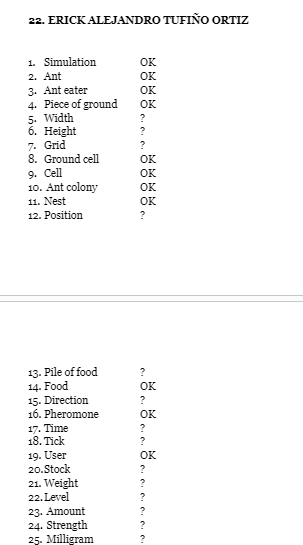 22. ERICK ALEJANDRO TUFIÑO ORTIZ
1. Simulation OK
2. Ant OK
3. Ant eater OK
4. Piece of ground OK
5. Width ?
6. Height ?
7. Grid ?
8. Ground cell OK
9. Cell OK
10. Ant colony OK
11. Nest OK
12. Position ?
13. Pile of food ?
14. Food OK
15. Direction ?
16. Pheromone OK
17. Time ?
18. Tick ?
19. User OK
20.Stock ?
21. Weight ?
22.Level ?
23. Amount ?
24. Strength ?
25. Milligram ?